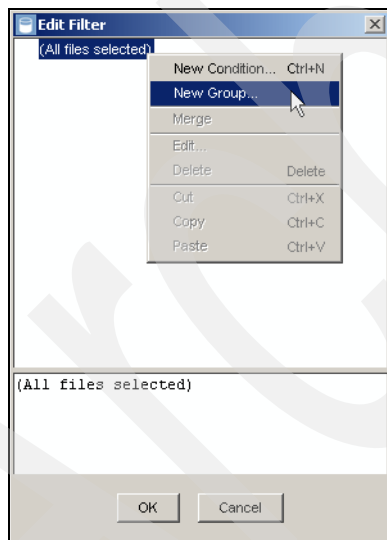 Edit Filter
(All files selected)
New Condition... Ctrl+N
New Group...
Merge
Edit...
Delete Delete
Cut Ctrl+X
Copy Ctrl+C
Paste Ctrl+V
(All files selected)
OK Cancel